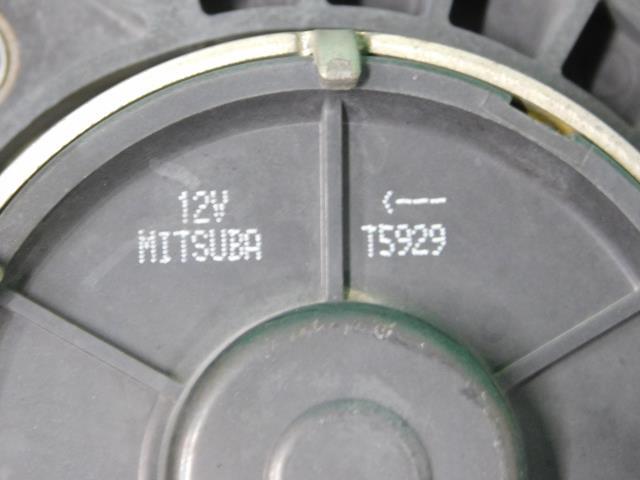 12V
MITSUBA
<---
T5929